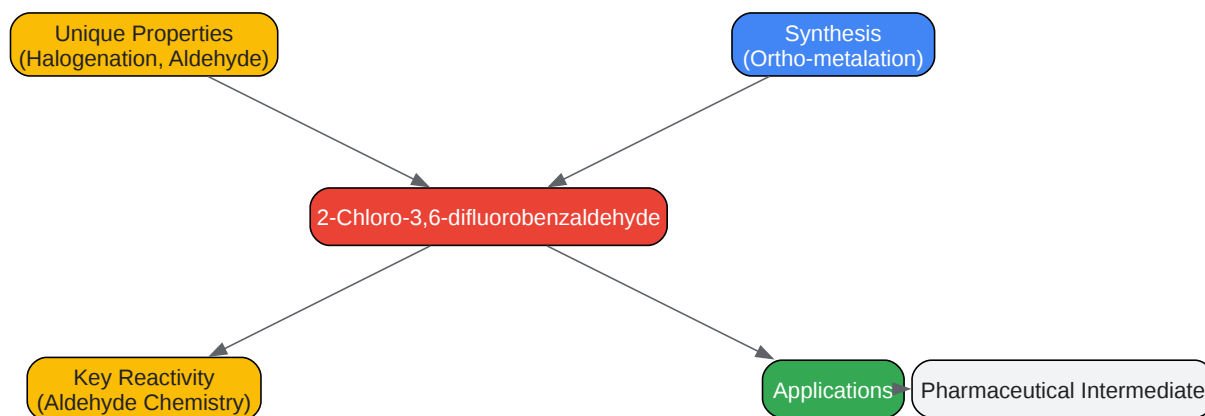 Unique Properties
(Halogenation, Aldehyde)
Synthesis
(Ortho-metalation)
2-Chloro-3,6-difluorobenzaldehyde
Key Reactivity
(Aldehyde Chemistry)
Applications
Pharmaceutical Intermediate